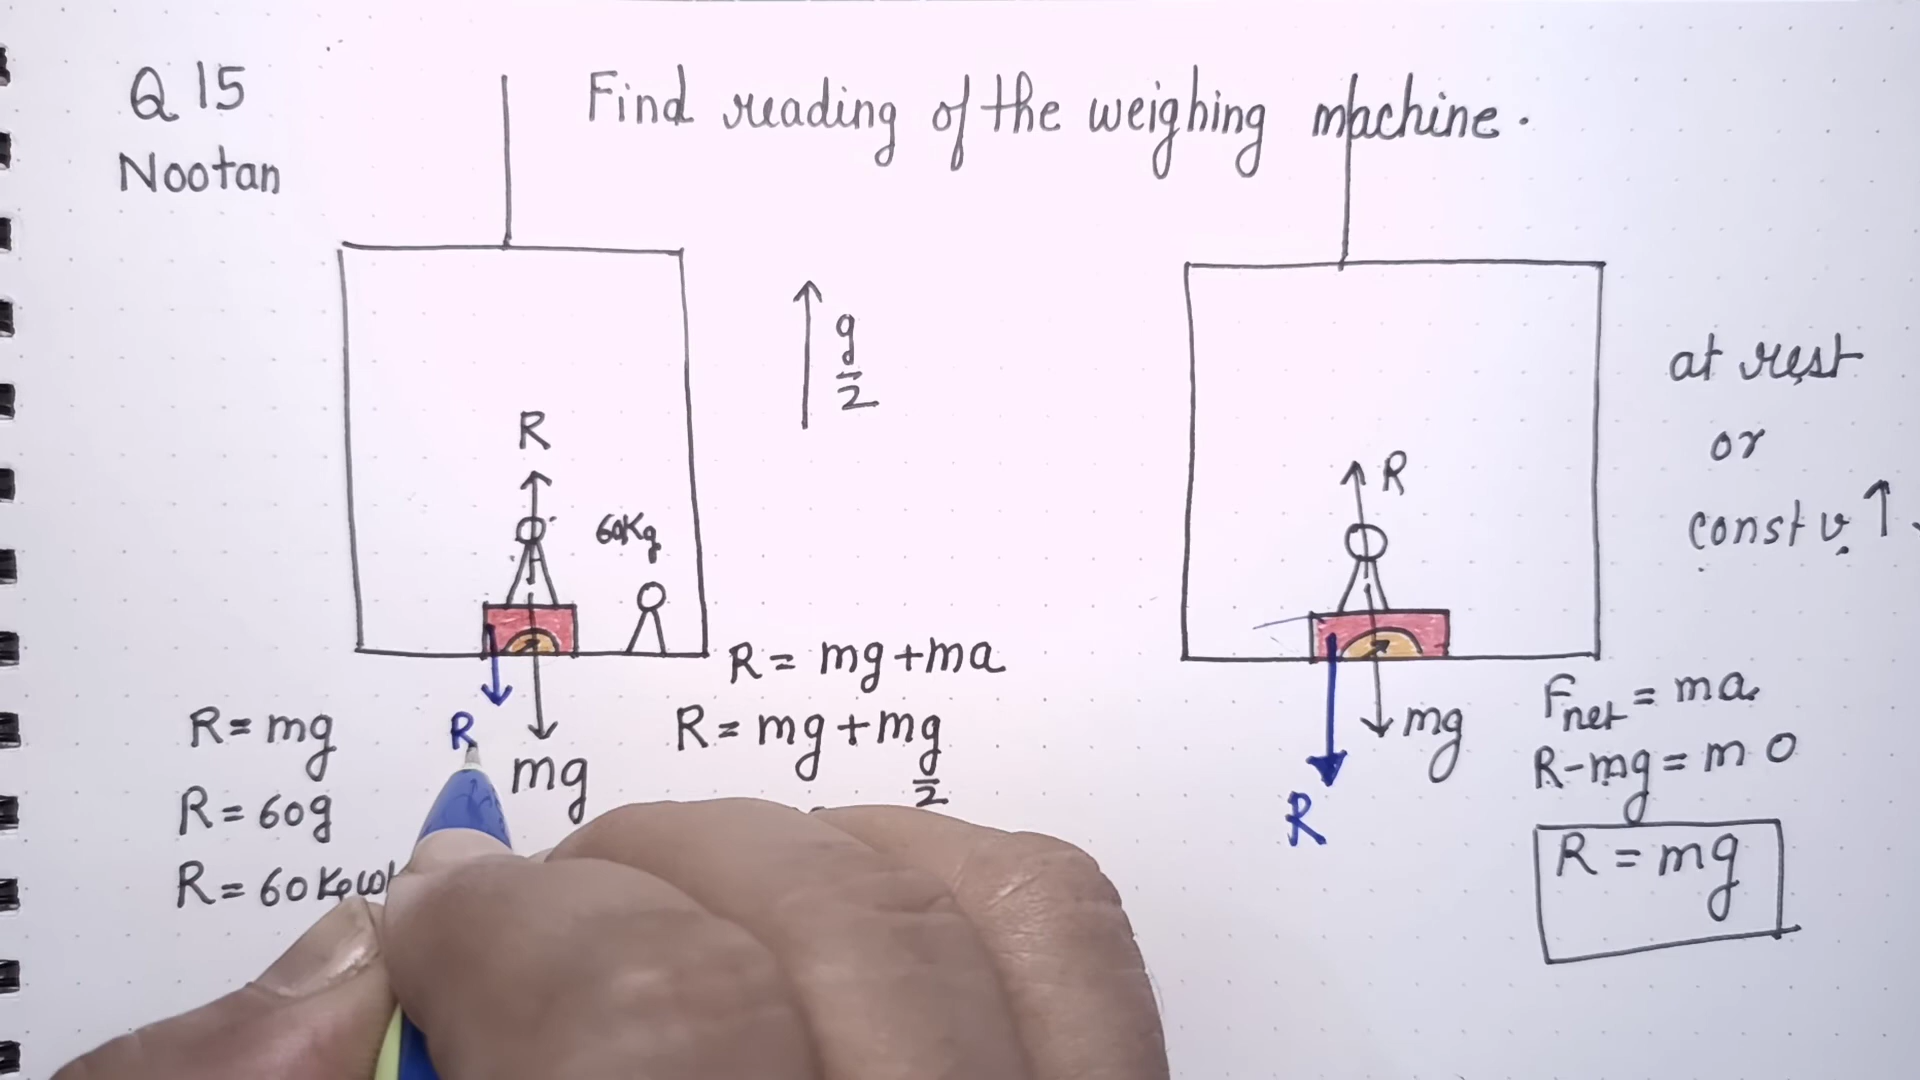 Q 15
Nootan
Find reading of the weighing machine.
g/2
R
60Kg
R = mg + ma
R = mg + mg/2
R = mg
R = 60g
R = 60Kgwt
R
mg
at rest
or
const v. ↑
R
mg
R
Fnet = ma
R - mg = m 0
R = mg